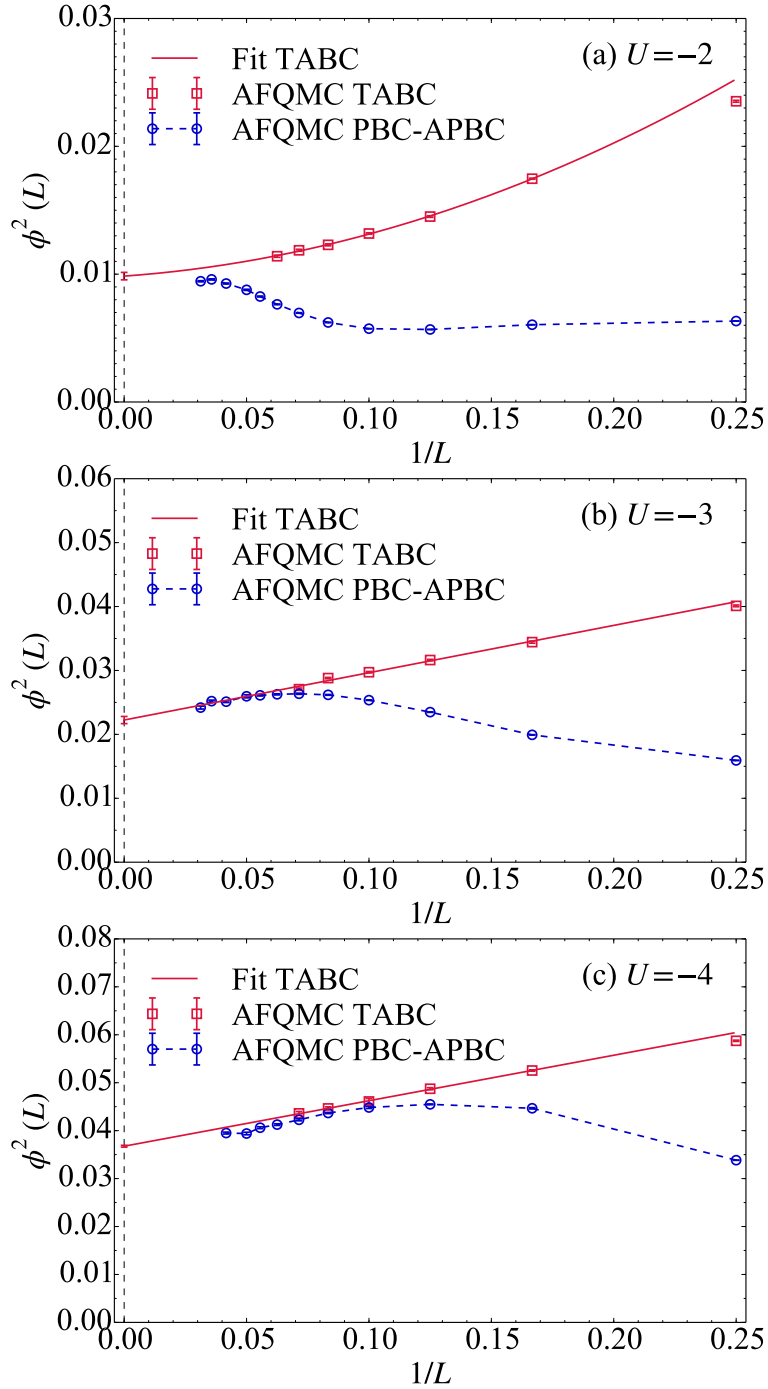 0.03
(a) U=−2
Fit TABC
AFQMC TABC
AFQMC PBC-APBC
0.02
ϕ² (L)
0.01
0.00
0.00 0.05 0.10 0.15 0.20 0.25
1/L
0.06
(b) U=−3
Fit TABC
0.05
AFQMC TABC
AFQMC PBC-APBC
0.04
ϕ² (L)
0.03
0.02
0.01
0.00
0.00 0.05 0.10 0.15 0.20 0.25
1/L
0.08
(c) U=−4
Fit TABC
0.07
AFQMC TABC
AFQMC PBC-APBC
0.06
0.05
ϕ² (L)
0.04
0.03
0.02
0.01
0.00
0.00 0.05 0.10 0.15 0.20 0.25
1/L